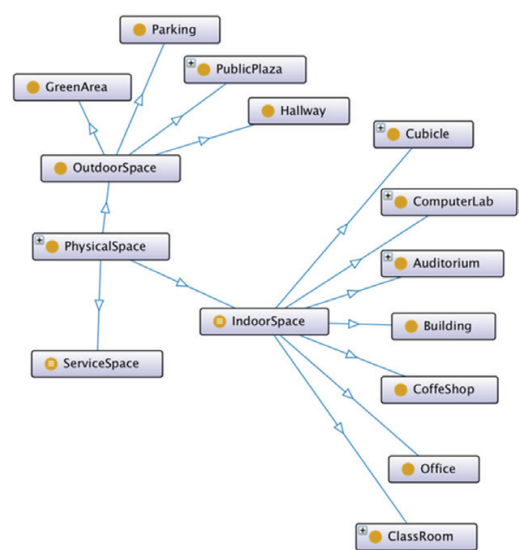 Parking
PublicPlaza
GreenArea
Hallway
Cubicle
OutdoorSpace
ComputerLab
PhysicalSpace
Auditorium
IndoorSpace
Building
ServiceSpace
CoffeShop
Office
ClassRoom